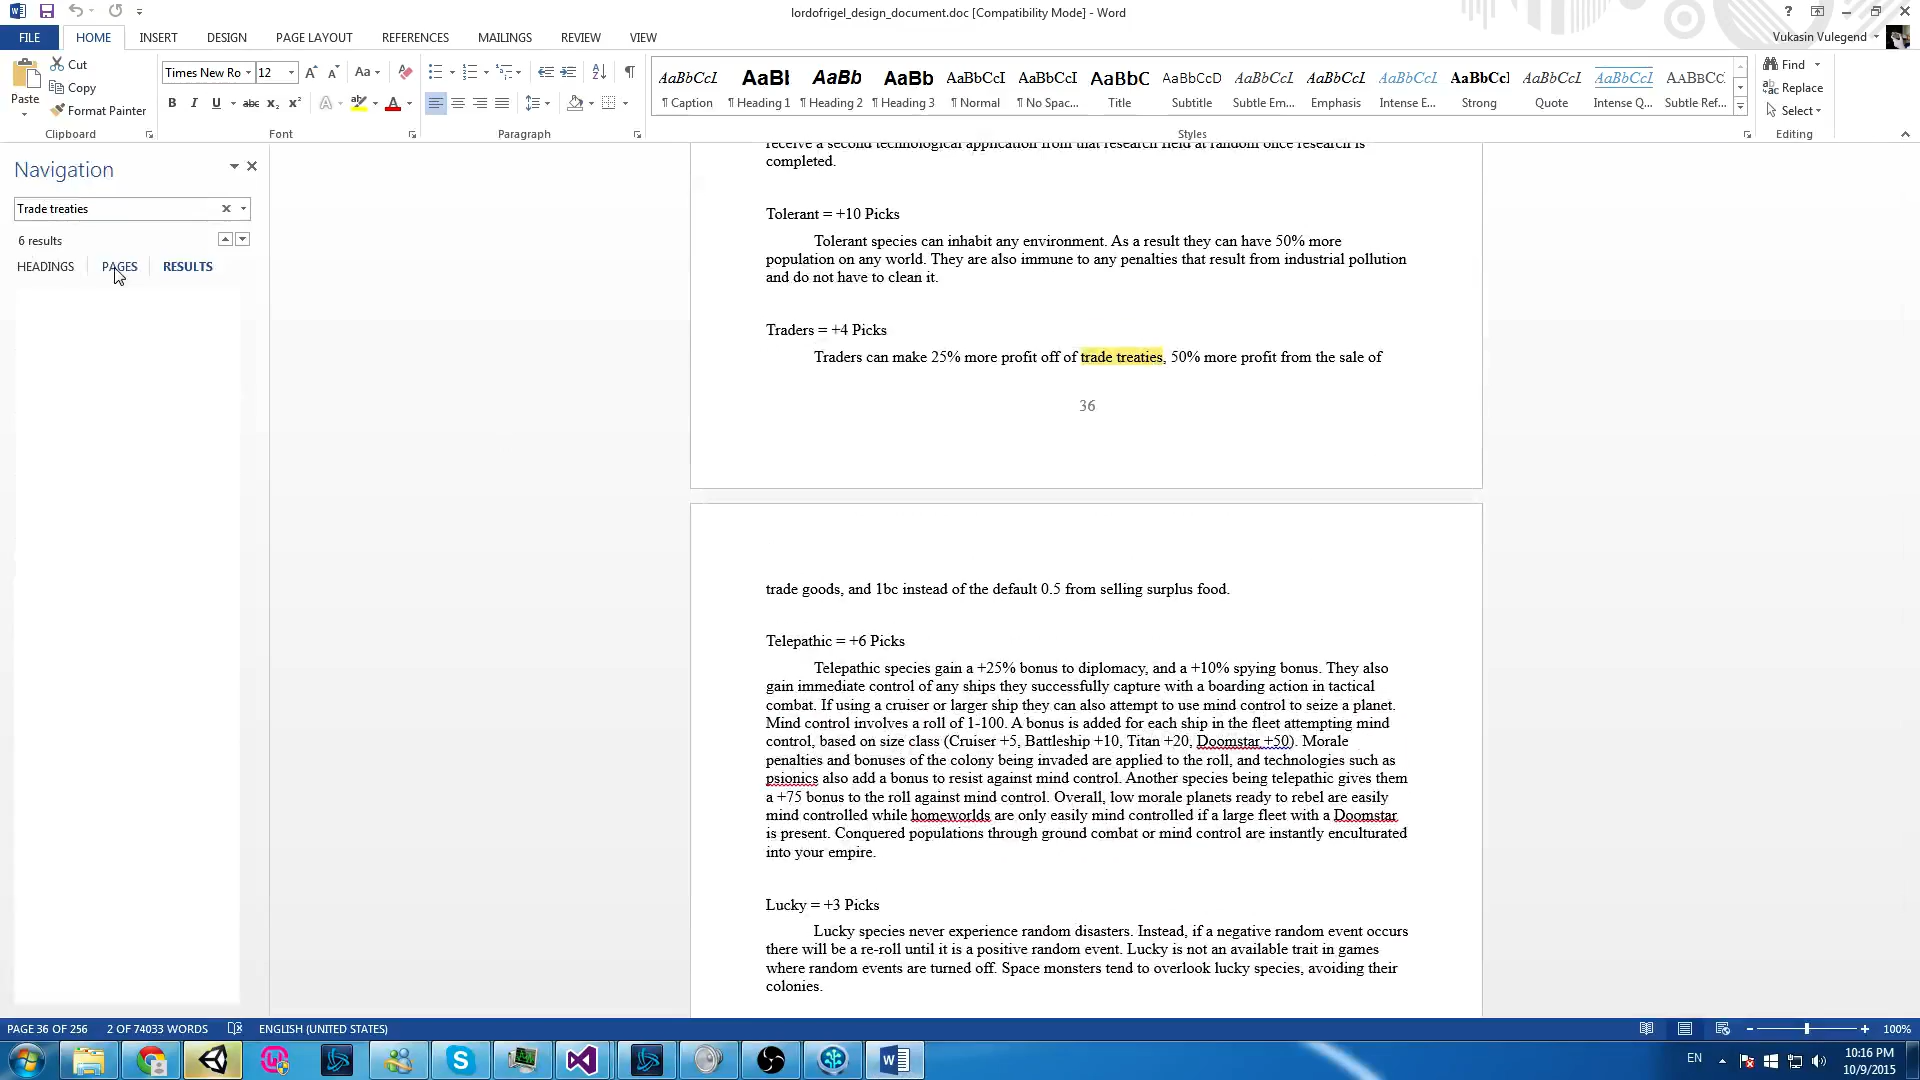 lordofrigel_design_document.doc [Compatibility Mode] - Word
FILE HOME INSERT DESIGN PAGE LAYOUT REFERENCES MAILINGS REVIEW VIEW
Vukasin Vulegend
Paste
Cut
Copy
Format Painter
Clipboard
Times New Ro 12
Font
Paragraph
AaBbCcI AaBl AaBb AaBb AaBbCcI AaBbCcI AaBbC AaBbCcD AaBbCcI AaBbCcL AaBbCcL AaBbCcl AaBbCcI AaBbCcL AaBbCc
¶ Caption ¶ Heading 1 ¶ Heading 2 ¶ Heading 3 ¶ Normal ¶ No Spac... Title Subtitle Subtle Em... Emphasis Intense E... Strong Quote Intense Q... Subtle Ref...
Styles
Find
Replace
Select
Editing
Navigation
Trade treaties
6 results
HEADINGS PAGES RESULTS
receive a second technological application from that research field at random once research is
completed.
Tolerant = +10 Picks
Tolerant species can inhabit any environment. As a result they can have 50% more
population on any world. They are also immune to any penalties that result from industrial pollution
and do not have to clean it.
Traders = +4 Picks
Traders can make 25% more profit off of trade treaties, 50% more profit from the sale of
36
trade goods, and 1bc instead of the default 0.5 from selling surplus food.
Telepathic = +6 Picks
Telepathic species gain a +25% bonus to diplomacy, and a +10% spying bonus. They also
gain immediate control of any ships they successfully capture with a boarding action in tactical
combat. If using a cruiser or larger ship they can also attempt to use mind control to seize a planet.
Mind control involves a roll of 1-100. A bonus is added for each ship in the fleet attempting mind
control, based on size class (Cruiser +5, Battleship +10, Titan +20, Doomstar +50). Morale
penalties and bonuses of the colony being invaded are applied to the roll, and technologies such as
psionics also add a bonus to resist against mind control. Another species being telepathic gives them
a +75 bonus to the roll against mind control. Overall, low morale planets ready to rebel are easily
mind controlled while homeworlds are only easily mind controlled if a large fleet with a Doomstar
is present. Conquered populations through ground combat or mind control are instantly enculturated
into your empire.
Lucky = +3 Picks
Lucky species never experience random disasters. Instead, if a negative random event occurs
there will be a re-roll until it is a positive random event. Lucky is not an available trait in games
where random events are turned off. Space monsters tend to overlook lucky species, avoiding their
colonies.
PAGE 36 OF 256 2 OF 74033 WORDS ENGLISH (UNITED STATES) 100%
EN
10:16 PM
10/9/2015